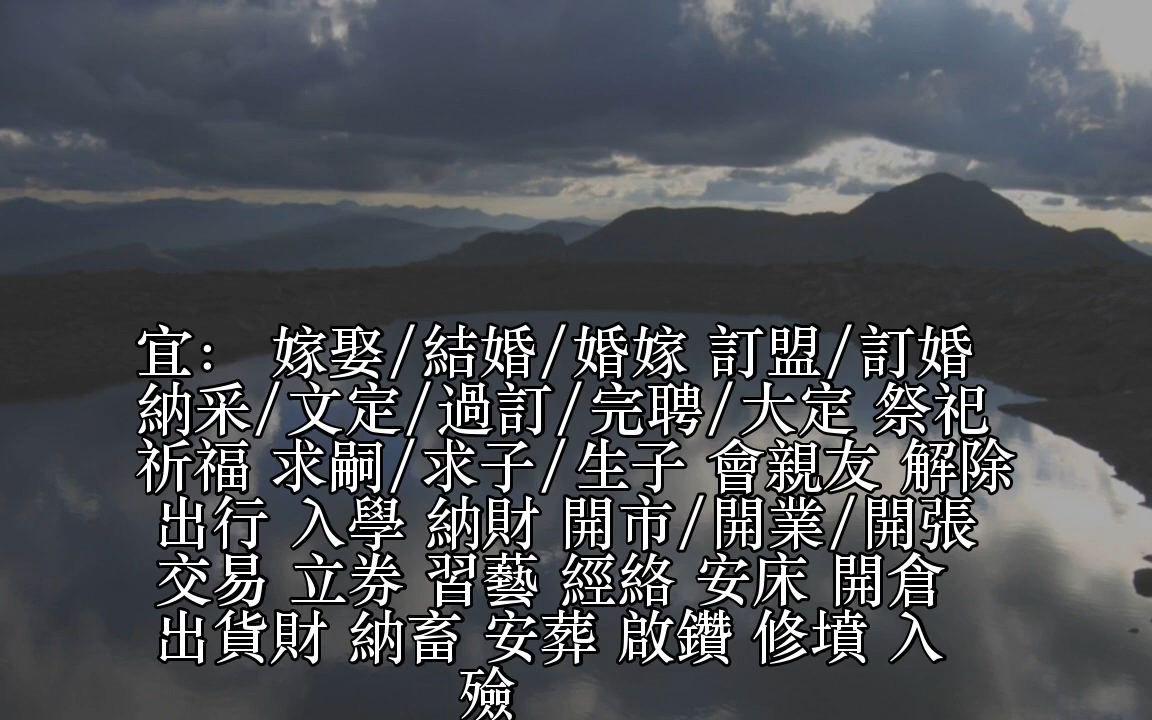 宜： 嫁娶/結婚/婚嫁 訂盟/訂婚
納采/文定/過訂/完聘/大定 祭祀
祈福 求嗣/求子/生子 會親友 解除
出行 入學 納財 開市/開業/開張
交易 立券 習藝 經絡 安床 開倉
出貨財 納畜 安葬 啟鑽 修墳 入
殮